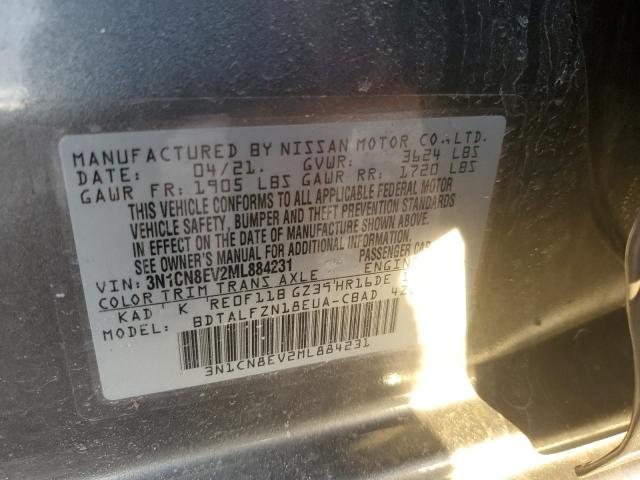 MANUFACTURED BY NISSAN MOTOR CO., LTD.
DATE: 04/21. GVWR: 3624 LBS
GAWR FR: 1905 LBS GAWR RR: 1720 LBS
THIS VEHICLE CONFORMS TO ALL APPLICABLE FEDERAL MOTOR
VEHICLE SAFETY, BUMPER AND THEFT PREVENTION STANDARDS
IN EFFECT ON THE DATE OF MANUFACTURE SHOWN ABOVE.
SEE OWNER'S MANUAL FOR ADDITIONAL INFORMATION.
VIN: 3N1CN8EV2ML884231 PASSENGER CAR
COLOR TRIM TRANS AXLE ENGINE
KAD K RE0F11B GZ39 HR16DE
MODEL: BDTALFZN18EUA-CBAD
3N1CN8EV2ML884231